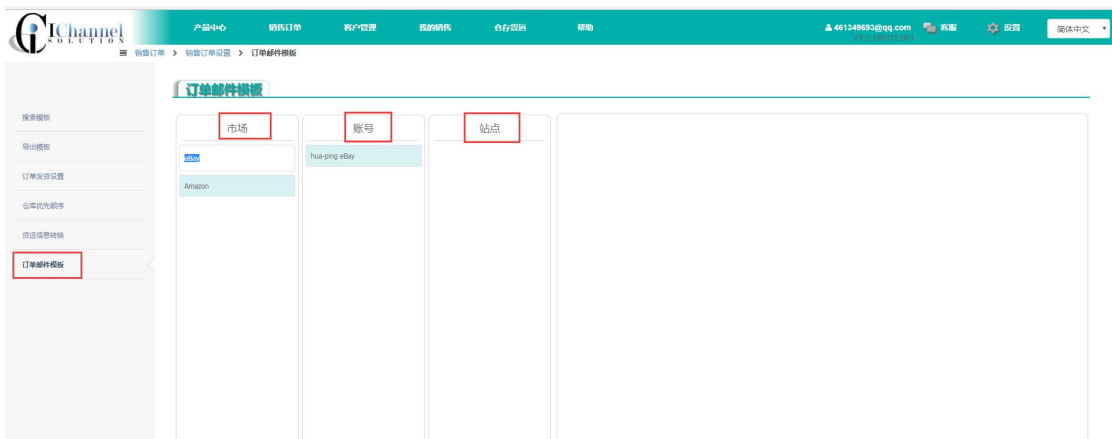 IChannel
SOLUTION
产品中心 销售订单 客户管理 我的销售 仓存货运 帮助 461349693@qq.com 客服 设置 简体中文
销售订单 > 销售订单设置 > 订单邮件模板
订单邮件模板
搜索模板
导出模板
订单发货设置
仓库优先顺序
货运信息转换
订单邮件模板
市场 账号 站点
eBay hua-ping eBay
Amazon